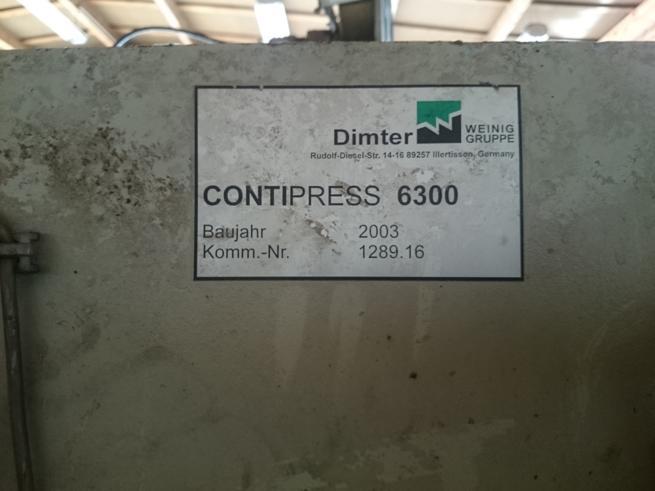 Dimter WEINIG
GRUPPE
Rudolf-Diesel-Str. 14-16 89257 Illertissen, Germany
CONTIPRESS 6300
Baujahr 2003
Komm.-Nr. 1289.16